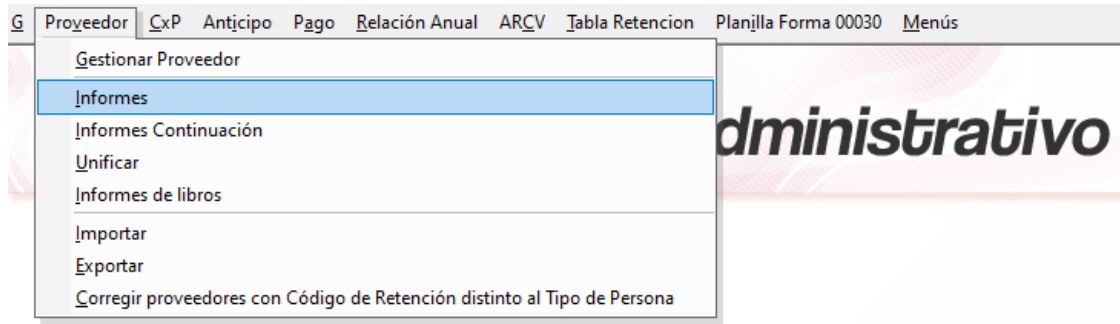 G Proveedor CxP Anticipo Pago Relación Anual ARCV Tabla Retencion Planilla Forma 00030 Menús
Gestionar Proveedor
Informes
Informes Continuación
Unificar
Informes de libros
Importar
Exportar
Corregir proveedores con Código de Retención distinto al Tipo de Persona
dministrativo